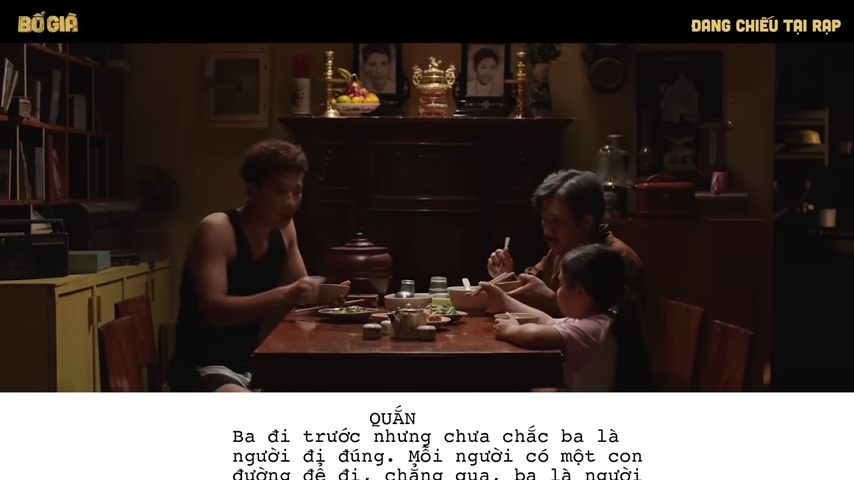 BỐ GIÀ
ĐANG CHIẾU TẠI RẠP
QUẮN
Ba đi trước nhưng chưa chắc ba là
người đi đúng. Mỗi người có một con
đường để đi, chẳng qua, ba là người